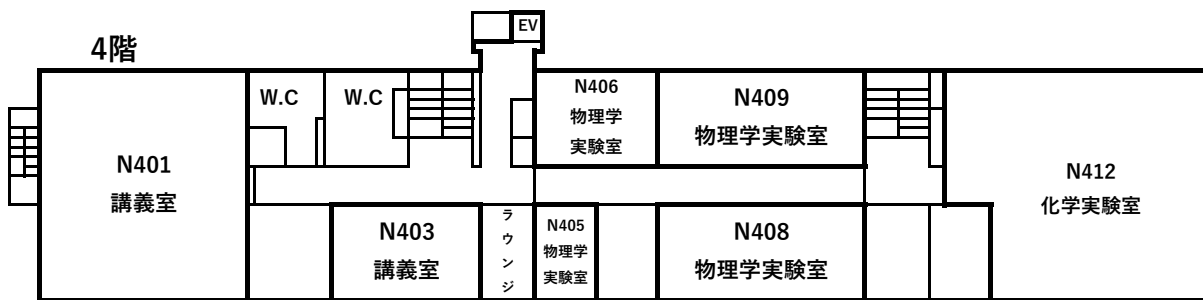 EV
4階
W.C
W.C
N406
物理学
実験室
N409
物理学実験室
N401
講義室
N412
化学実験室
N403
講義室
ラウンジ
N405
物理学
実験室
N408
物理学実験室